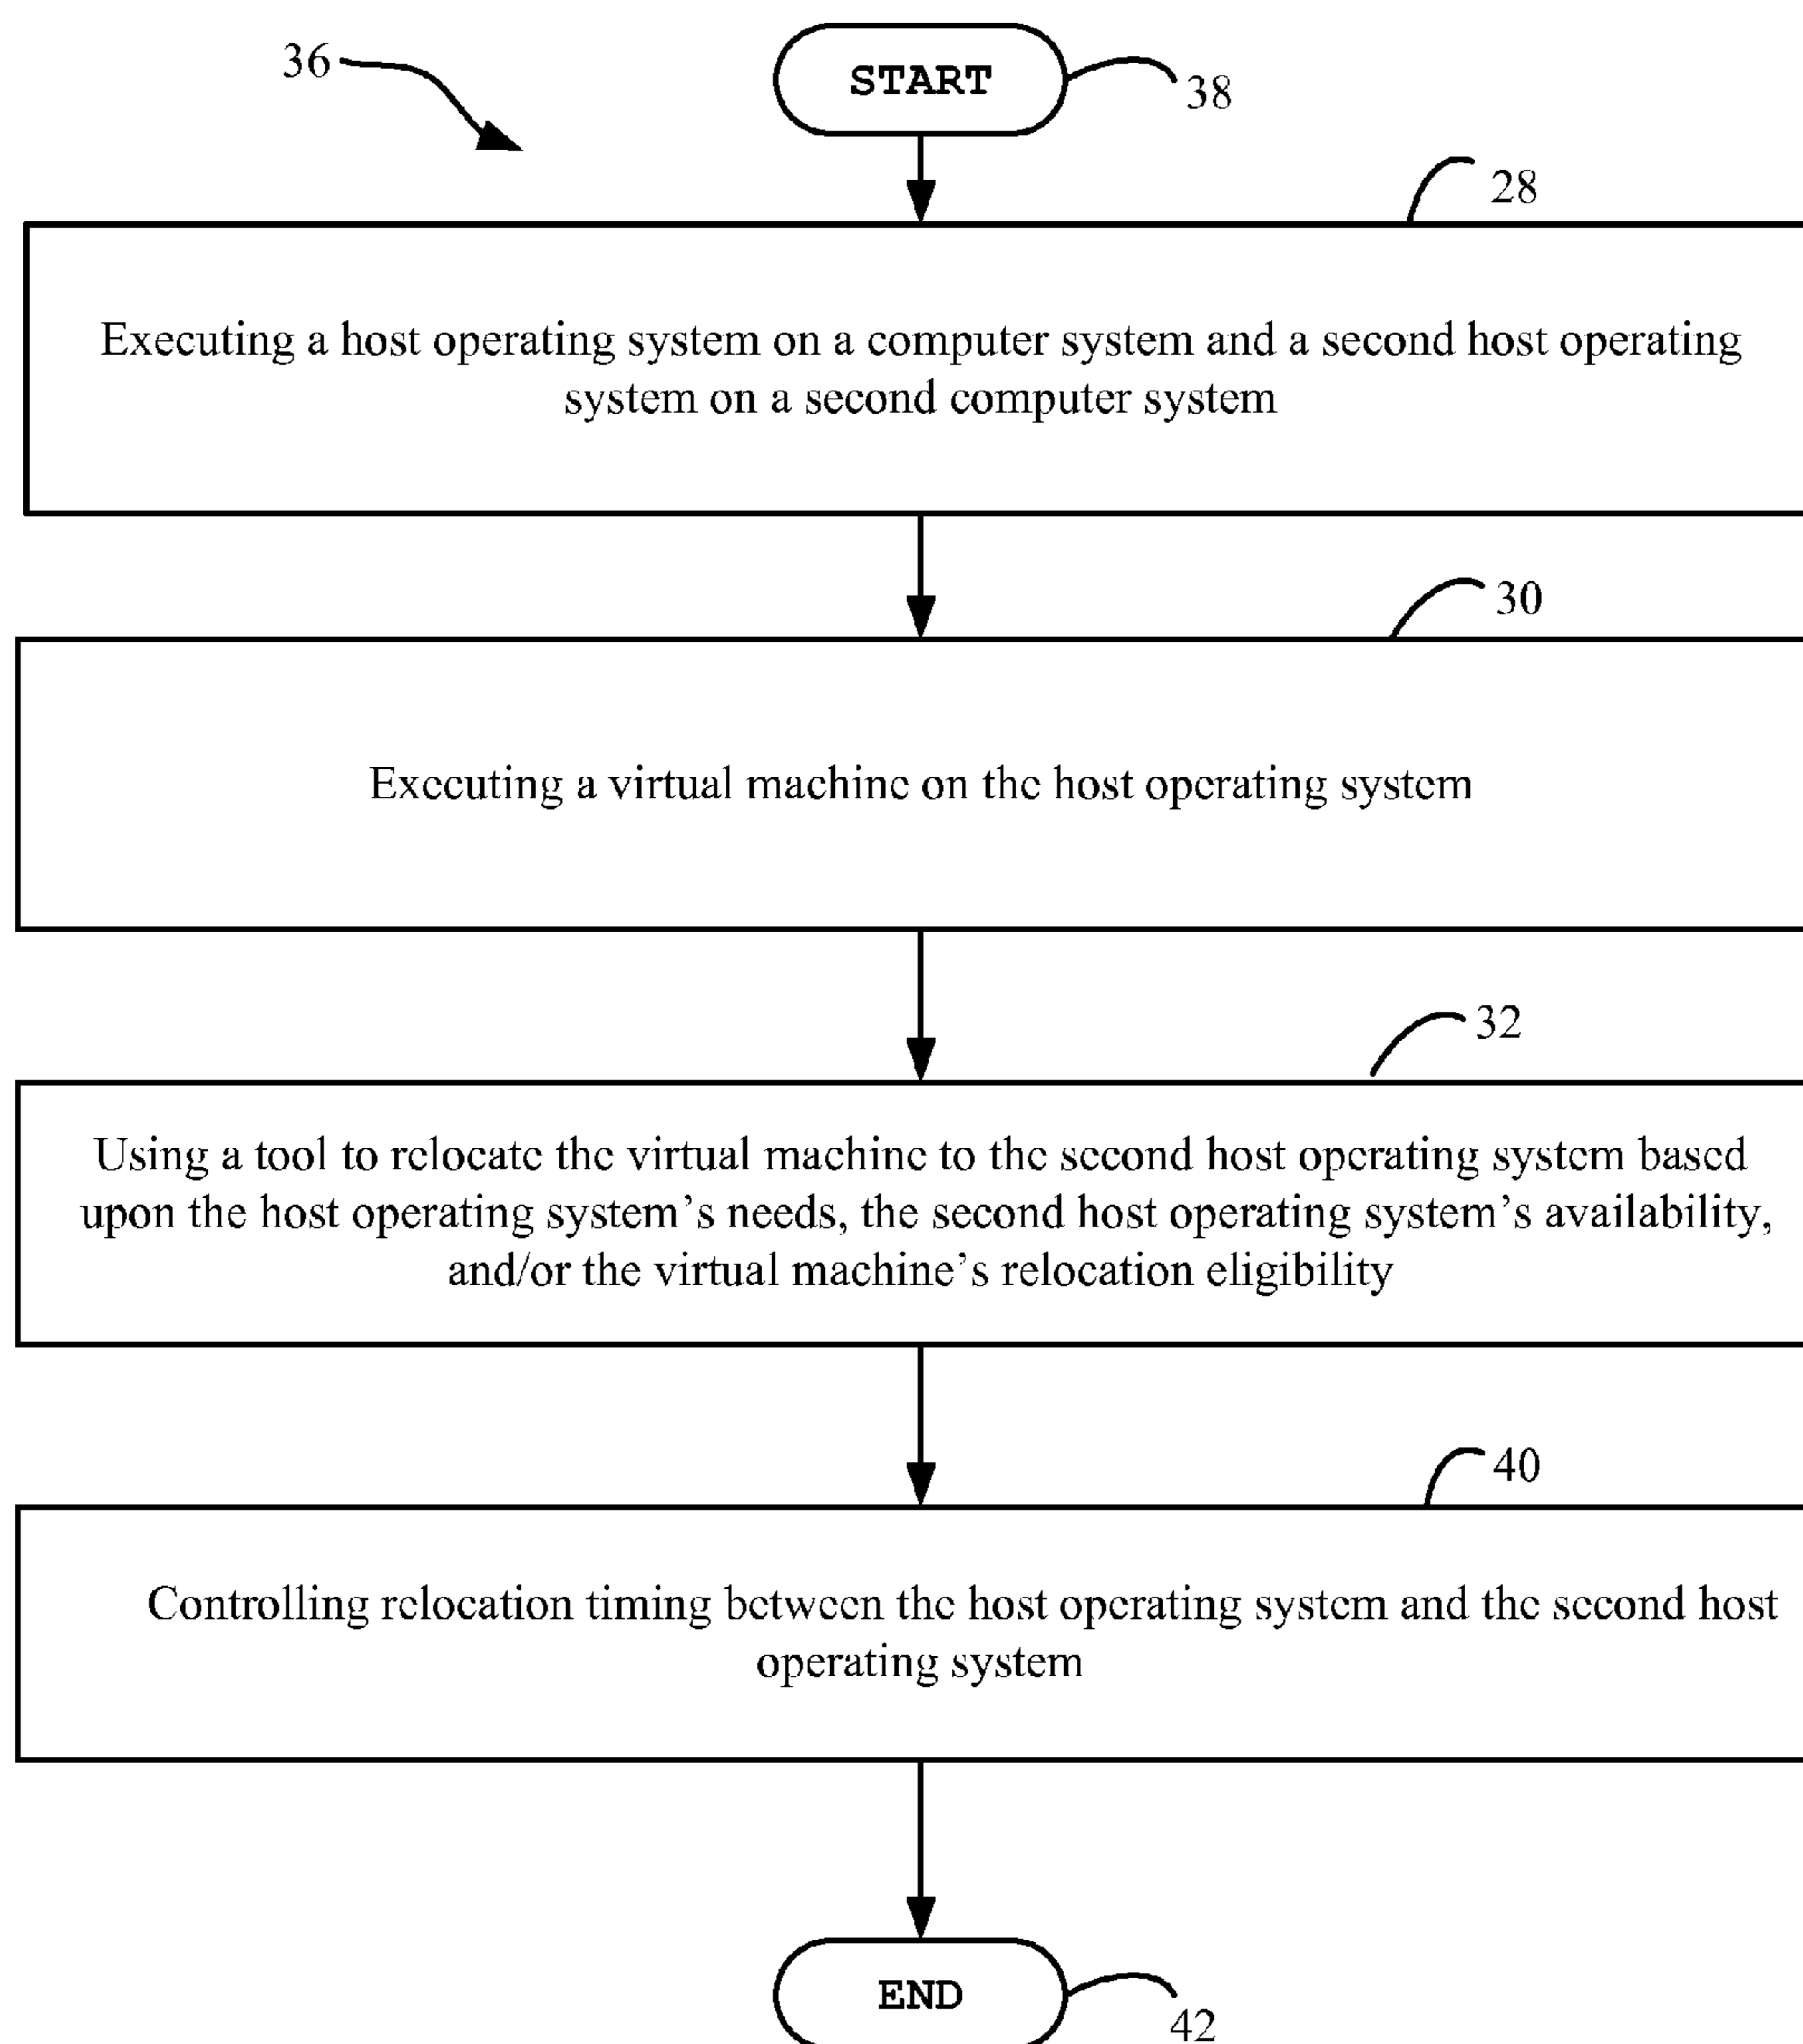 36
START
38
28
Executing a host operating system on a computer system and a second host operating
system on a second computer system
30
Executing a virtual machine on the host operating system
32
Using a tool to relocate the virtual machine to the second host operating system based
upon the host operating system’s needs, the second host operating system’s availability,
and/or the virtual machine’s relocation eligibility
40
Controlling relocation timing between the host operating system and the second host
operating system
END
42